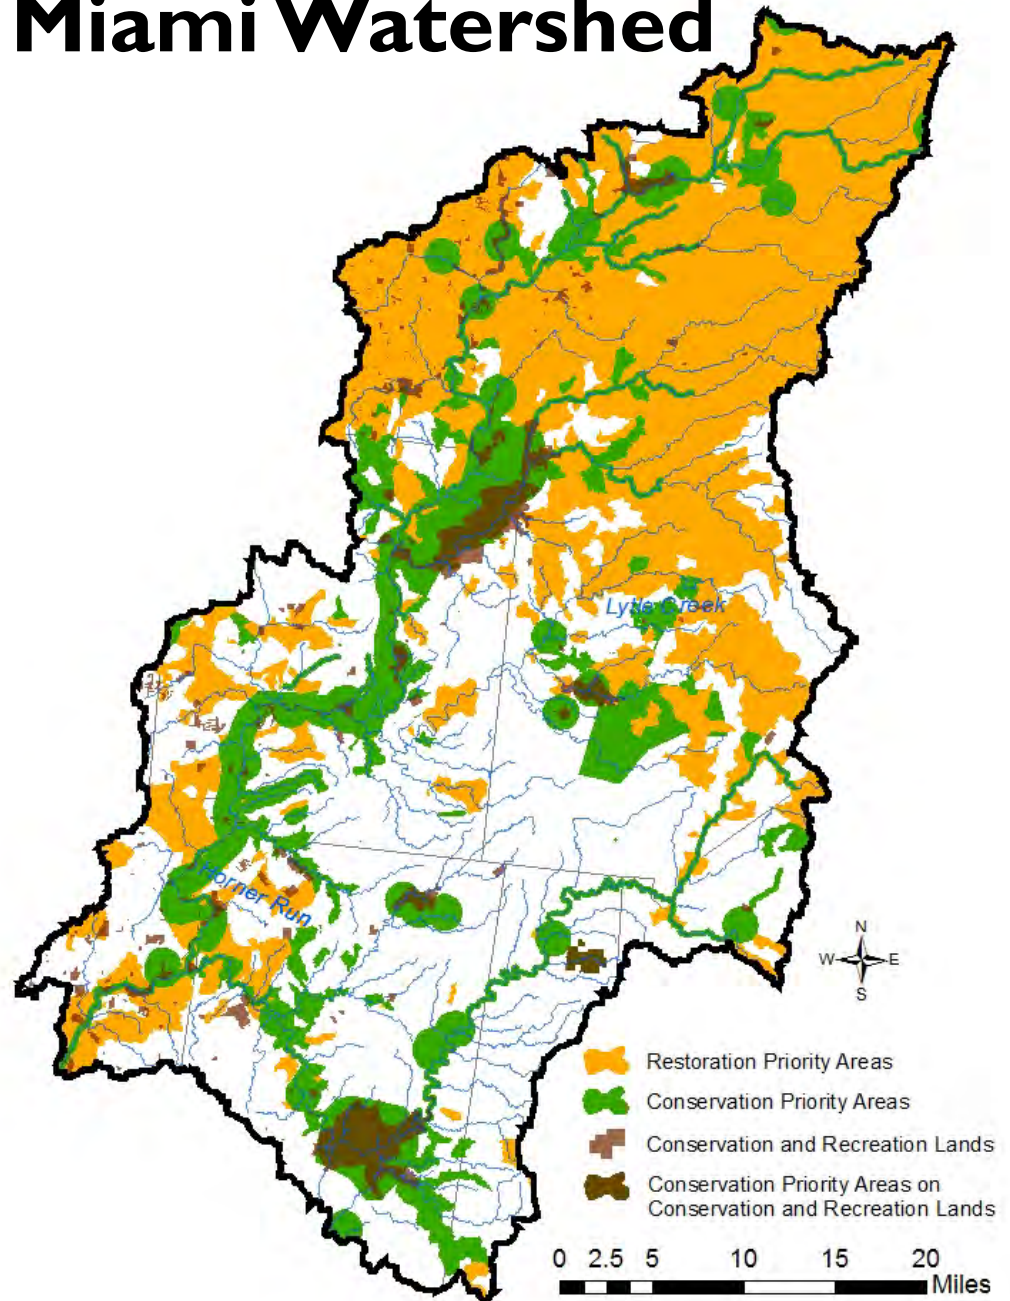 Miami Watershed
Lytle Creek
Horner Run
N
W E
S
Restoration Priority Areas
Conservation Priority Areas
Conservation and Recreation Lands
Conservation Priority Areas on
Conservation and Recreation Lands
0 2.5 5 10 15 20
Miles